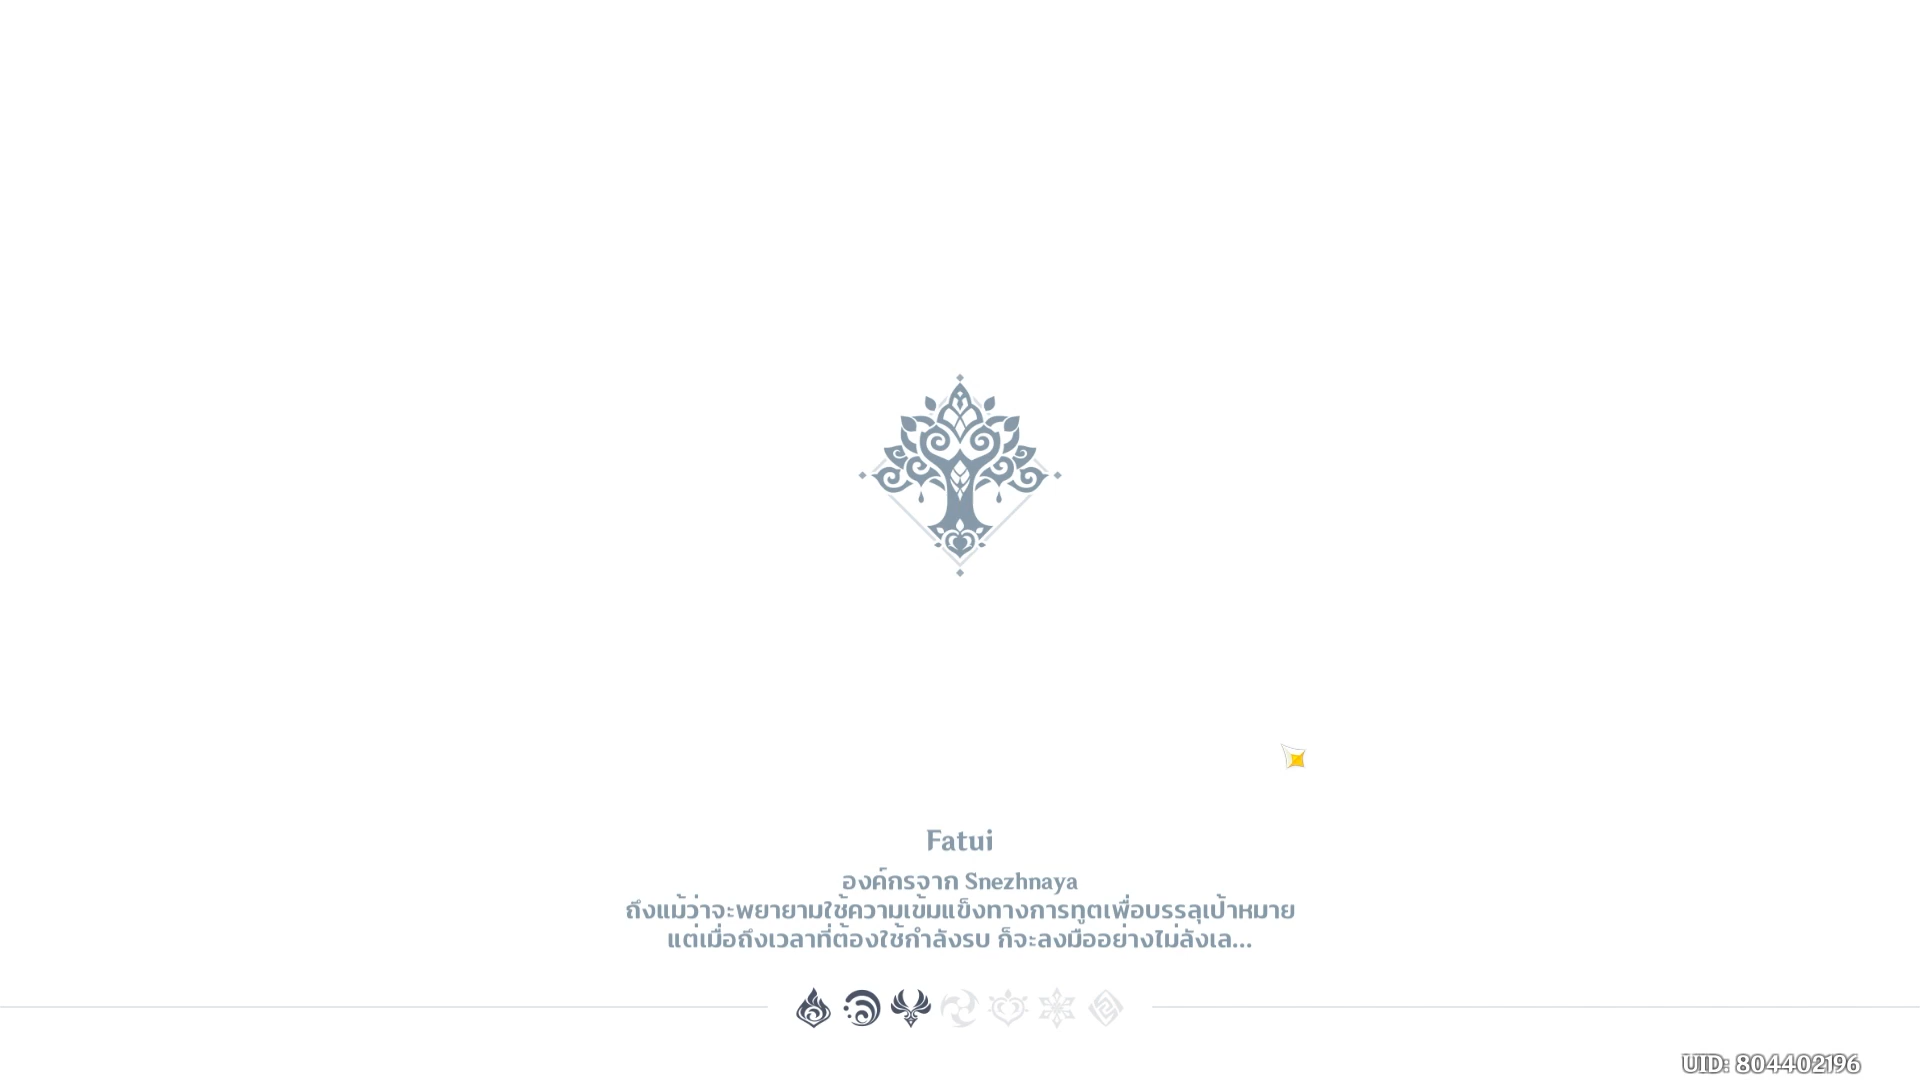 Fatui
องค์กรจาก Snezhnaya
ถึงแม้ว่าจะพยายามใช้ความเข้มแข็งทางการทูตเพื่อบรรลุเป้าหมาย
แต่เมื่อถึงเวลาที่ต้องใช้กำลังรบ ก็จะลงมืออย่างไม่ลังเล...
UID: 804402196